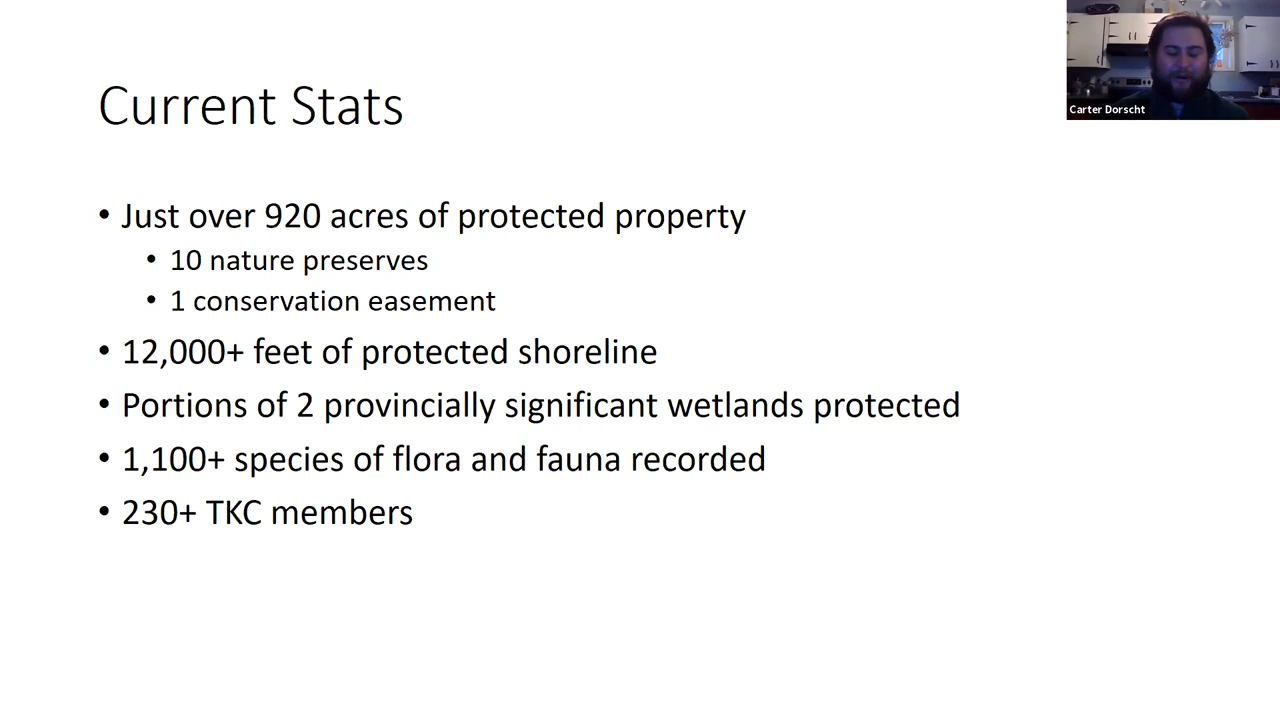 Carter Dorscht
Current Stats
• Just over 920 acres of protected property
• 10 nature preserves
• 1 conservation easement
• 12,000+ feet of protected shoreline
• Portions of 2 provincially significant wetlands protected
• 1,100+ species of flora and fauna recorded
• 230+ TKC members